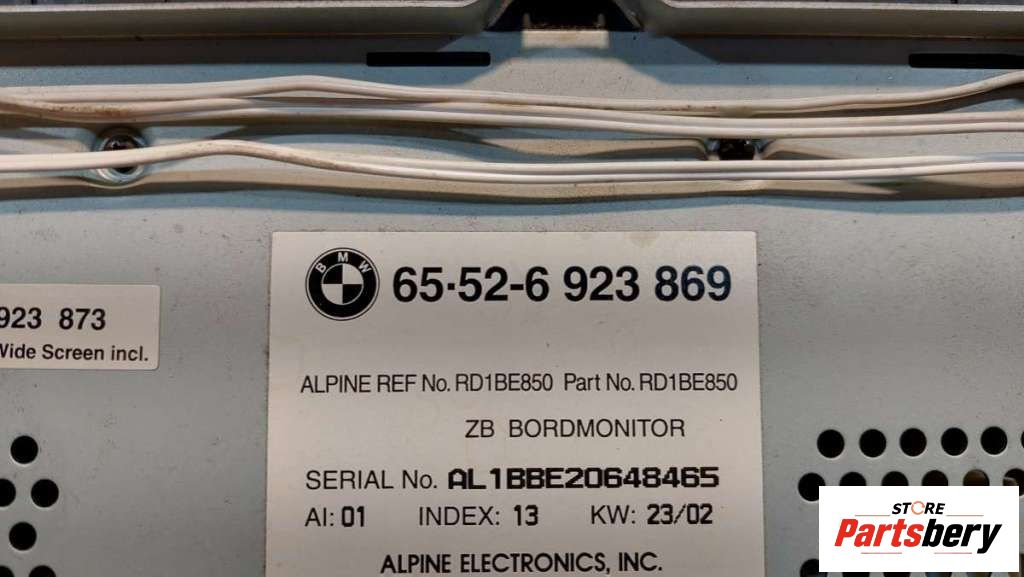 BMW
65·52-6 923 869
923 873
Wide Screen incl.
ALPINE REF No. RD1BE850 Part No. RD1BE850
ZB BORDMONITOR
SERIAL No. AL1BBE20648465
AI: 01 INDEX: 13 KW: 23/02
ALPINE ELECTRONICS, INC.
STORE
Partsbery